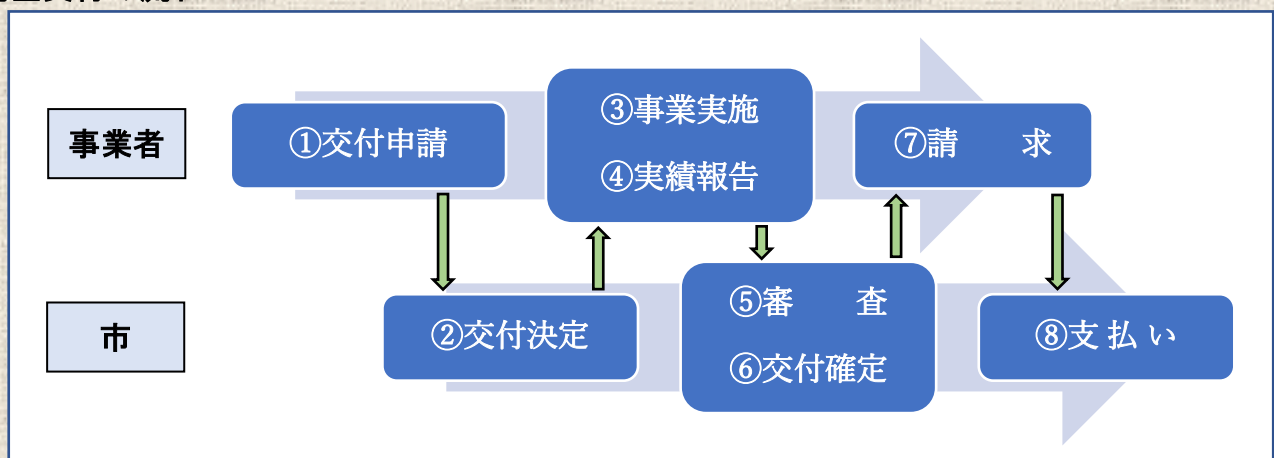 事業者
①交付申請
③事業実施
④実績報告
⑦請　　求
市
②交付決定
⑤審　　査
⑥交付確定
⑧支 払 い